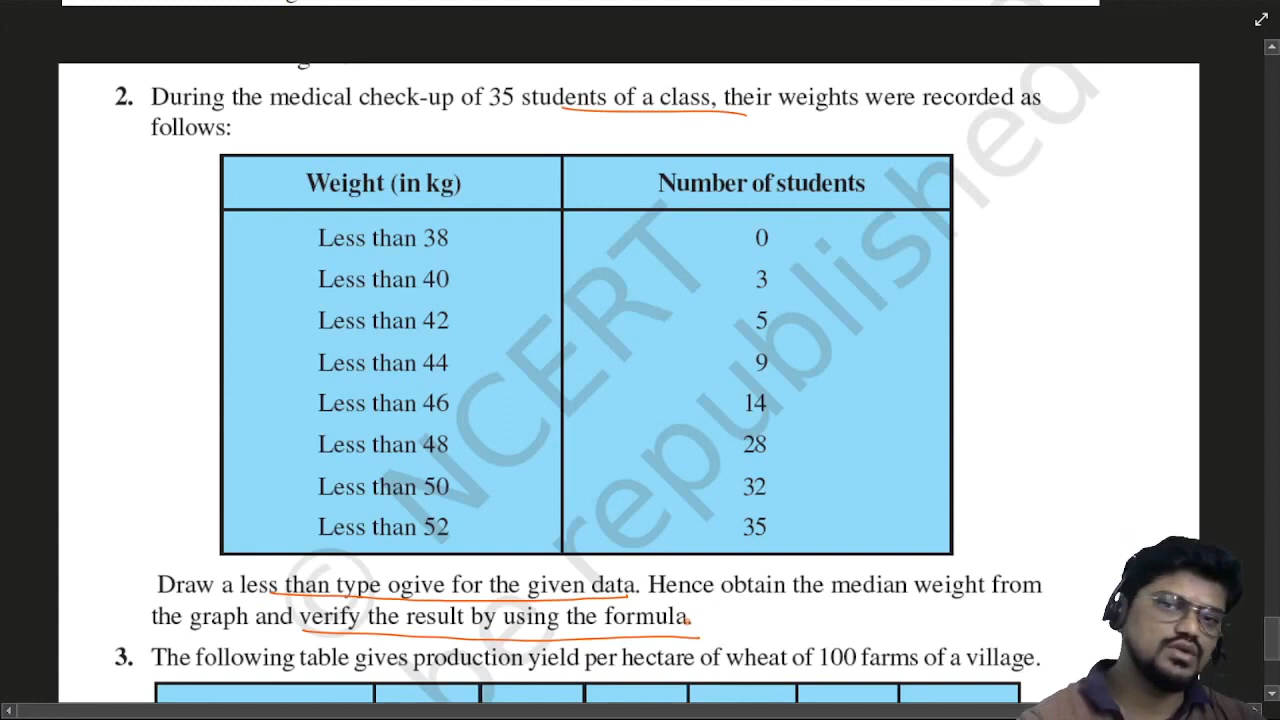 2. During the medical check-up of 35 students of a class, their weights were recorded as
follows:
Weight (in kg) Number of students
Less than 38 0
Less than 40 3
Less than 42 5
Less than 44 9
Less than 46 14
Less than 48 28
Less than 50 32
Less than 52 35
Draw a less than type ogive for the given data. Hence obtain the median weight from
the graph and verify the result by using the formula.
3. The following table gives production yield per hectare of wheat of 100 farms of a village.
© NCERT
be republished